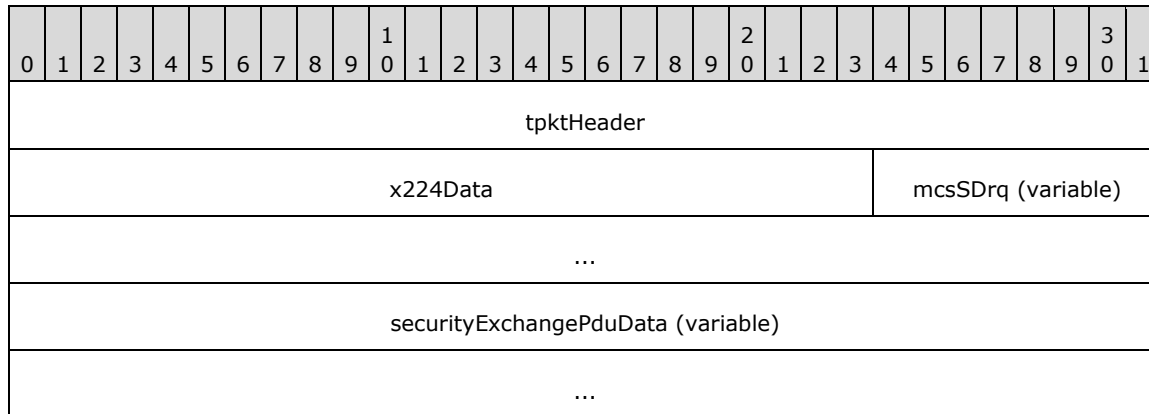 1 2 3
0 1 2 3 4 5 6 7 8 9 0 1 2 3 4 5 6 7 8 9 0 1 2 3 4 5 6 7 8 9 0 1
tpktHeader
x224Data mcsSDrq (variable)
...
securityExchangePduData (variable)
...